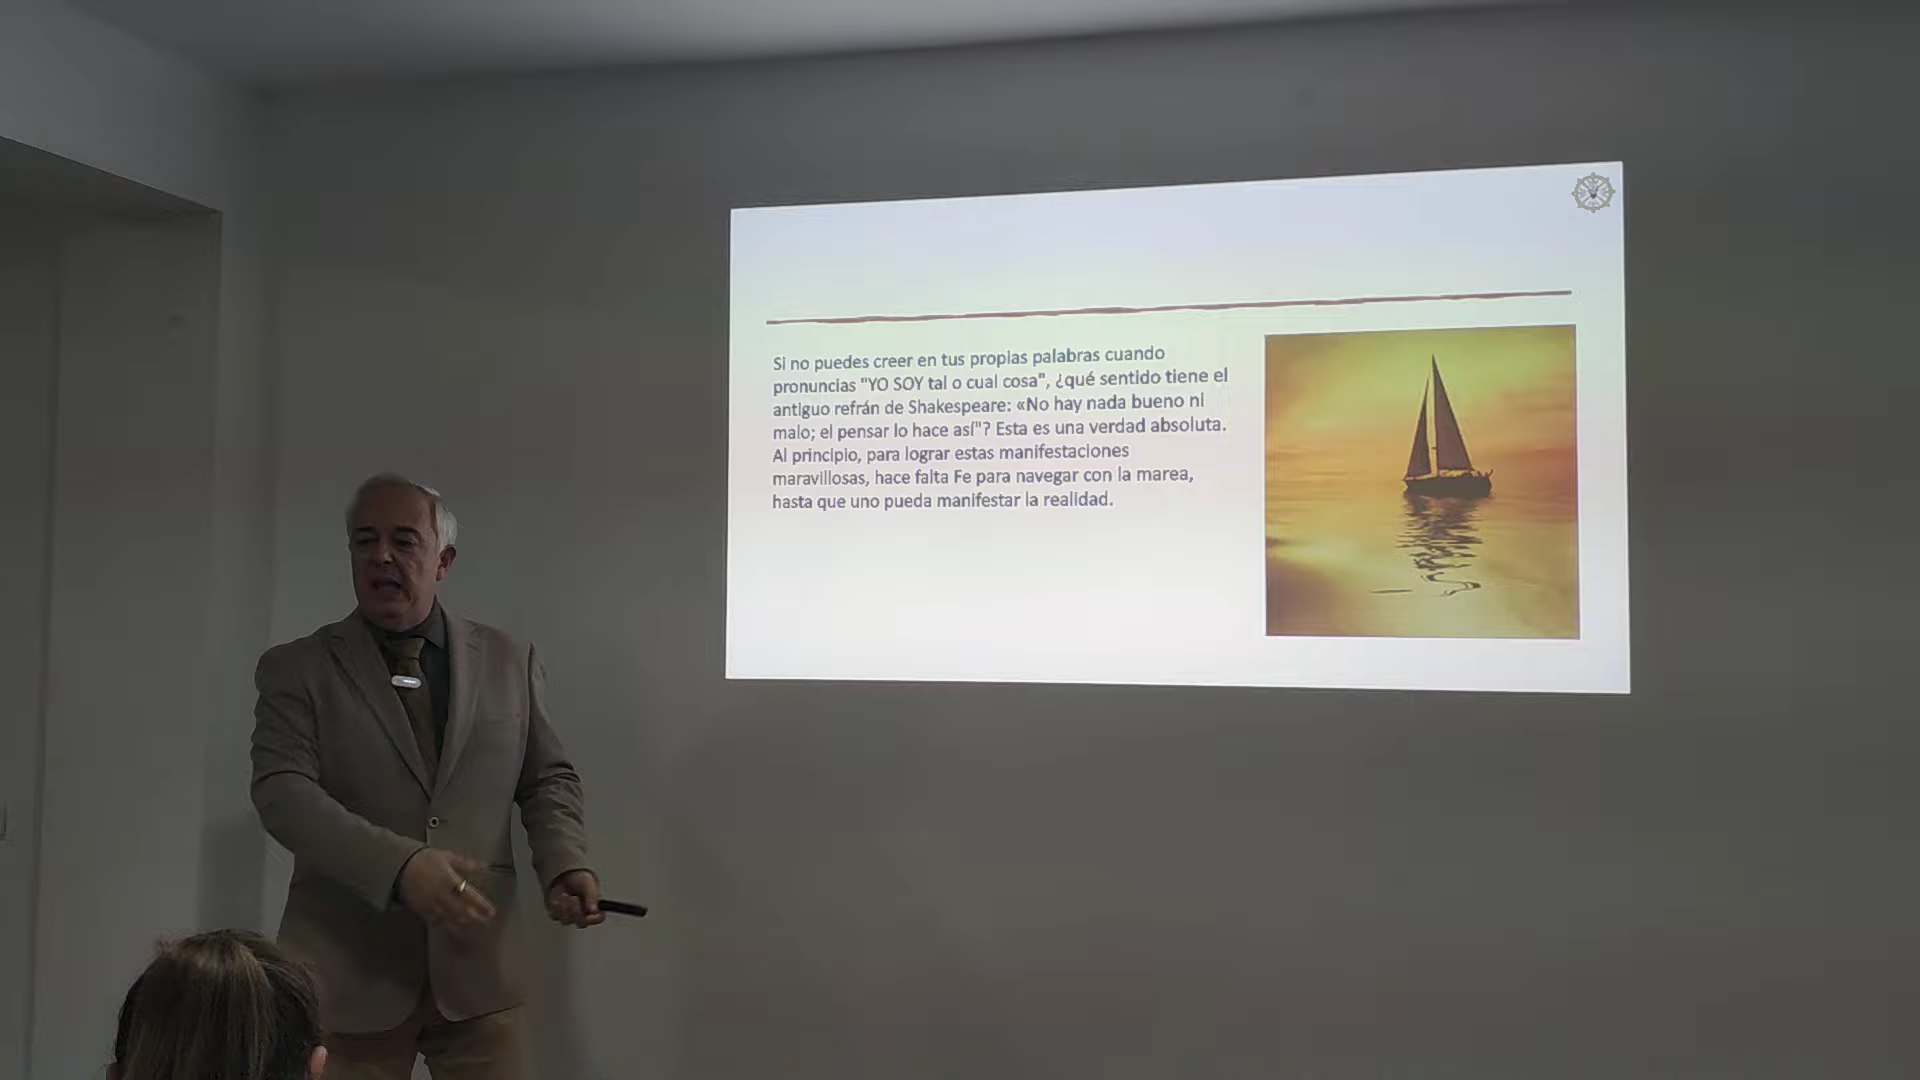 Si no puedes creer en tus propias palabras cuando
pronuncias "YO SOY tal o cual cosa", ¿qué sentido tiene el
antiguo refrán de Shakespeare: «No hay nada bueno ni
malo; el pensar lo hace así"? Esta es una verdad absoluta.
Al principio, para lograr estas manifestaciones
maravillosas, hace falta Fe para navegar con la marea,
hasta que uno pueda manifestar la realidad.